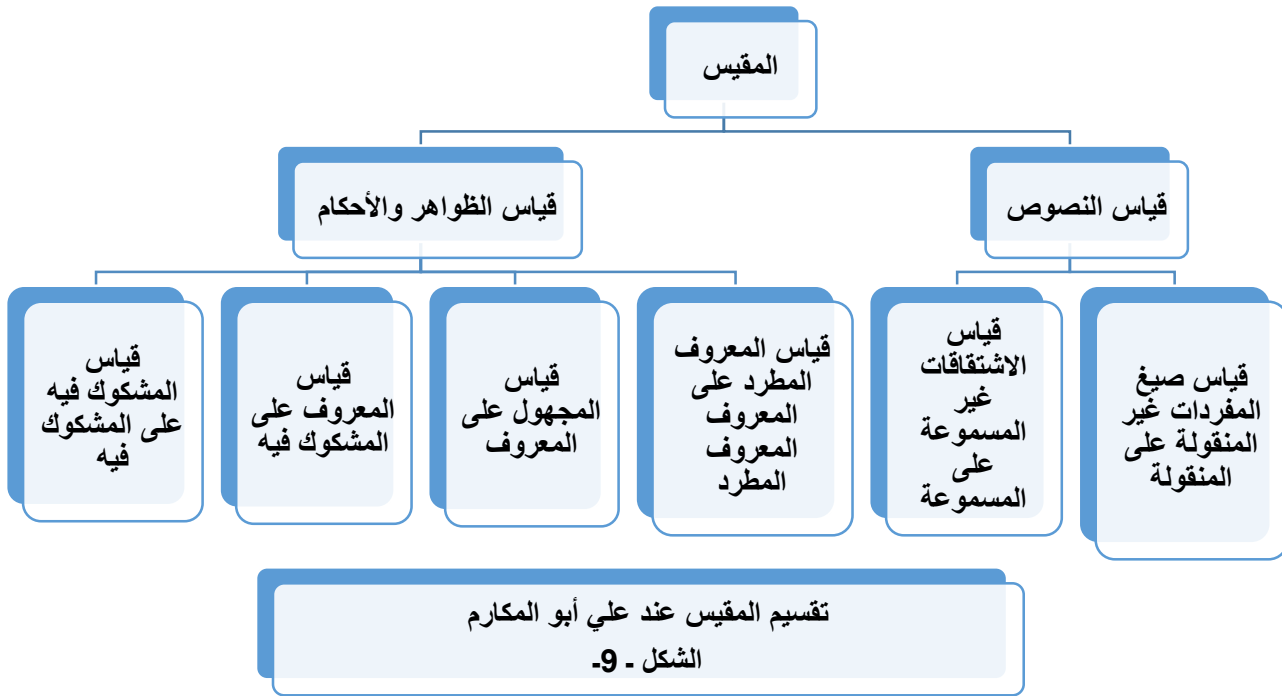 المقيس
قياس النصوص
قياس الظواهر والأحكام
قياس صيغ
المفردات غير
المنقولة على
المنقولة
قياس
الاشتقاقات
غير
المسموعة
على
المسموعة
قياس المعروف
المطرد على
المعروف
المعروف
المطرد
قياس
المجهول على
المعروف
قياس
المعروف على
المشكوك فيه
قياس
المشكوك فيه
على المشكوك
فيه
تقسيم المقيس عند علي أبو المكارم
الشكل - 9-